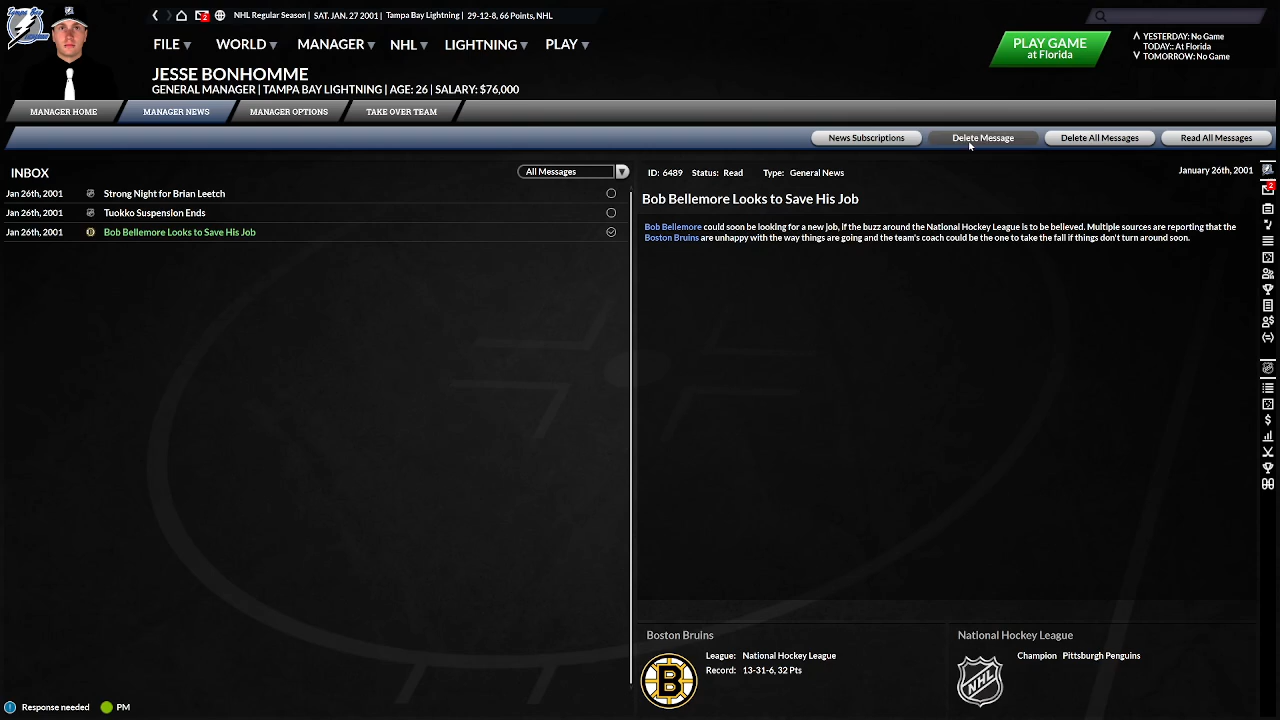 NHL Regular Season | SAT. JAN. 27 2001 | Tampa Bay Lightning | 29-12-8, 66 Points, NHL
2
FILE WORLD MANAGER NHL LIGHTNING PLAY
PLAY GAME
at Florida
YESTERDAY: No Game
TODAY:: At Florida
TOMORROW: No Game
JESSE BONHOMME
GENERAL MANAGER | TAMPA BAY LIGHTNING | AGE: 26 | SALARY: $76,000
MANAGER HOME MANAGER NEWS MANAGER OPTIONS TAKE OVER TEAM
News Subscriptions Delete Message Delete All Messages Read All Messages
INBOX All Messages
Jan 26th, 2001 Strong Night for Brian Leetch
Jan 26th, 2001 Tuokko Suspension Ends
Jan 26th, 2001 Bob Bellemore Looks to Save His Job
ID: 6489 Status: Read Type: General News January 26th, 2001
2
Bob Bellemore Looks to Save His Job
Bob Bellemore could soon be looking for a new job, if the buzz around the National Hockey League is to be believed. Multiple sources are reporting that the
Boston Bruins are unhappy with the way things are going and the team's coach could be the one to take the fall if things don't turn around soon.
Boston Bruins
League: National Hockey League
Record: 13-31-6, 32 Pts
B
National Hockey League
Champion Pittsburgh Penguins
NHL
Response needed PM